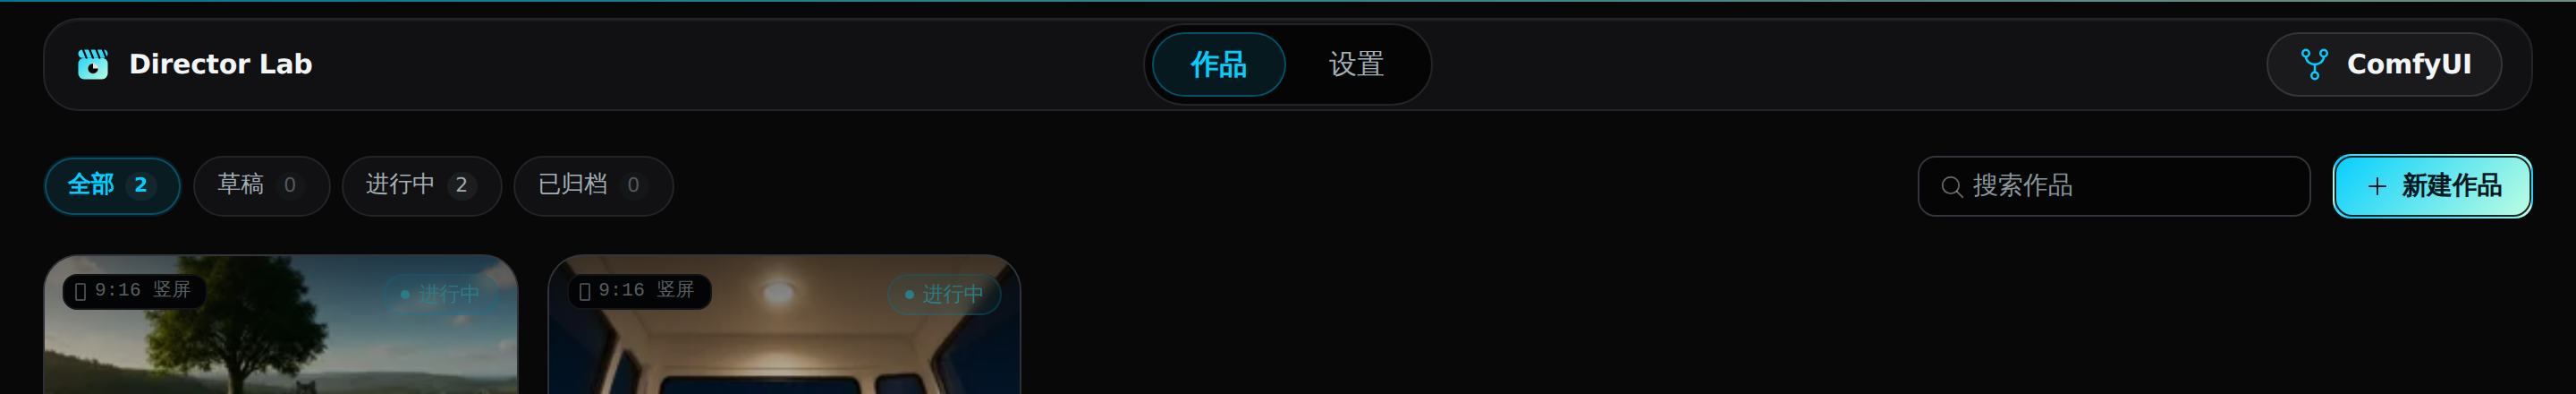 Director Lab
作品
设置
ComfyUI
全部 2
草稿 0
进行中 2
已归档 0
搜索作品
+ 新建作品
9:16 竖屏
进行中
9:16 竖屏
进行中